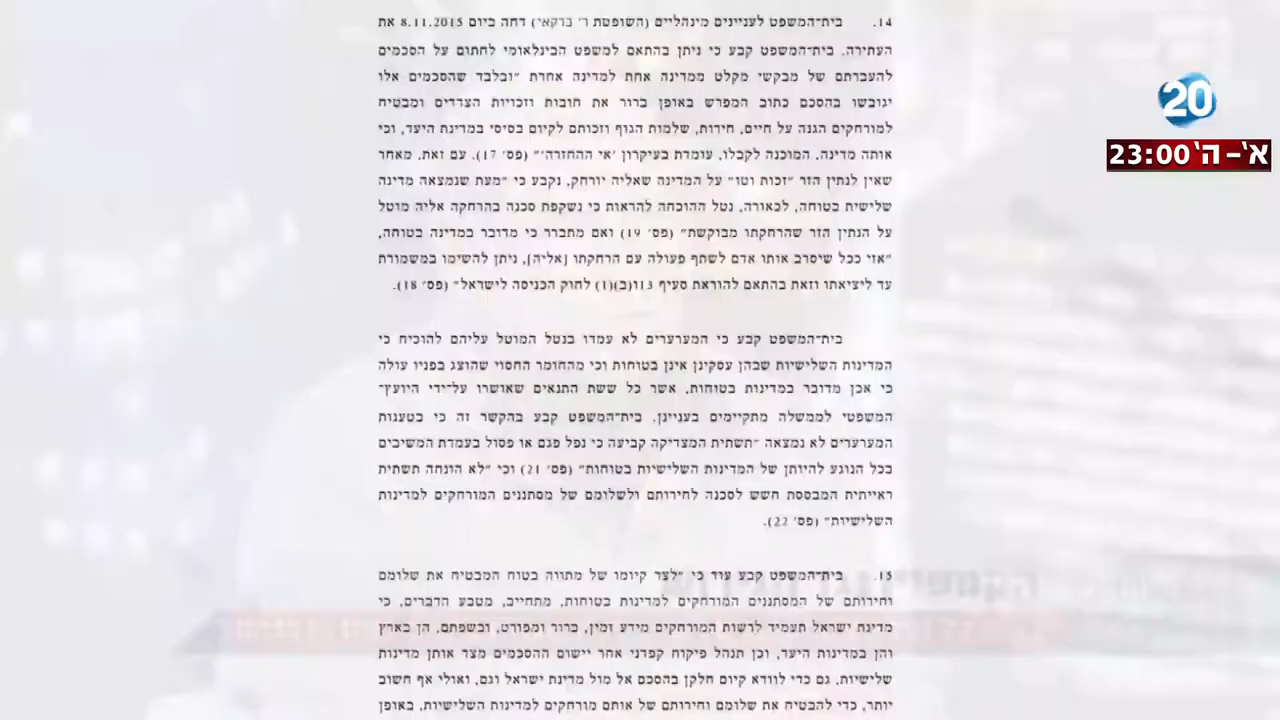 14. בית־המשפט לעניינים מינהליים (השופטת ר׳ ברקאי) דחה ביום 8.11.2015 את
העתירה. בית־המשפט קבע כי ניתן בהתאם למשפט הבינלאומי לחתום על הסכמים
להעברתם של מבקשי מקלט ממדינה אחת למדינה אחרת ״ובלבד שהסכמים אלו
יגובשו בהסכם כתוב המפרש באופן ברור את חובות וזכויות הצדדים ומבטיח
למורחקים הגנה על חיים, חירות, שלמות הגוף וזכותם לקיום בסיסי במדינת היעד, וכי
אותה מדינה, המוכנה לקבלו, עומדת בעיקרון ׳אי ההחזרה׳״ (פס׳ 17). עם זאת, מאחר
שאין לנתין הזר ״זכות וטו״ על המדינה שאליה יורחק, נקבע כי ״מעת שנמצאה מדינה
שלישית בטוחה, לכאורה, נטל ההוכחה להראות כי נשקפת סכנה בהרחקה אליה מוטל
על הנתין הזר שהרחקתו מבוקשת״ (פס׳ 19) ואם מתברר כי מדובר במדינה בטוחה,
״אזי ככל שיסרב אותו אדם לשתף פעולה עם הרחקתו [אליה], ניתן להשימו במשמורת
עד ליציאתו וזאת בהתאם להוראת סעיף 13ו(ב)(1) לחוק הכניסה לישראל״ (פס׳ 18).
בית־המשפט קבע כי המערערים לא עמדו בנטל המוטל עליהם להוכיח כי
המדינות השלישיות שבהן עסקינן אינן בטוחות וכי מהחומר החסוי שהוצג בפניו עולה
כי אכן מדובר במדינות בטוחות, אשר כל ששת התנאים שאושרו על־ידי היועץ־
המשפטי לממשלה מתקיימים בעניינן. בית־המשפט קבע בהקשר זה כי בטענות
המערערים לא נמצאה ״תשתית המצדיקה קביעה כי נפל פגם או פסול בעמדת המשיבים
בכל הנוגע להיותן של המדינות השלישיות בטוחות״ (פס׳ 21) וכי ״לא הונחה תשתית
ראייתית המבססת חשש לסכנה לחירותם ולשלומם של מסתננים המורחקים למדינות
השלישיות״ (פס׳ 22).
15. בית־המשפט קבע עוד כי ״לצד קיומו של מתווה בטוח המבטיח את שלומם
וחירותם של המסתננים המורחקים למדינות בטוחות, מתחייב, מטבע הדברים, כי
מדינת ישראל תעמיד לרשות המורחקים מידע זמין, ברור ומפורט, ובשפתם, הן בארץ
והן במדינות היעד, וכן תנהל פיקוח קפדני אחר יישום ההסכמים מצד אותן מדינות
שלישיות, גם כדי לוודא קיום חלקן בהסכם אל מול מדינת ישראל וגם, ואולי אף חשוב
יותר, כדי להבטיח את שלומם וחירותם של אותם מורחקים למדינות השלישיות, באופן
20
א׳-ה׳ 23:00